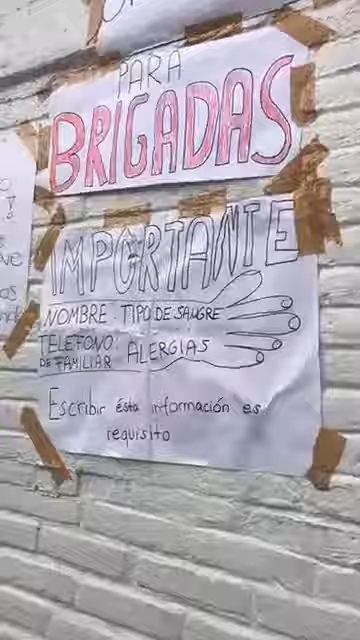 PARA
BRIGADAS
IMPORTANTE
NOMBRE · TIPO DE SANGRE
TELEFONO DE FAMILIAR ALERGIAS
Escribir ésta información es
requisito